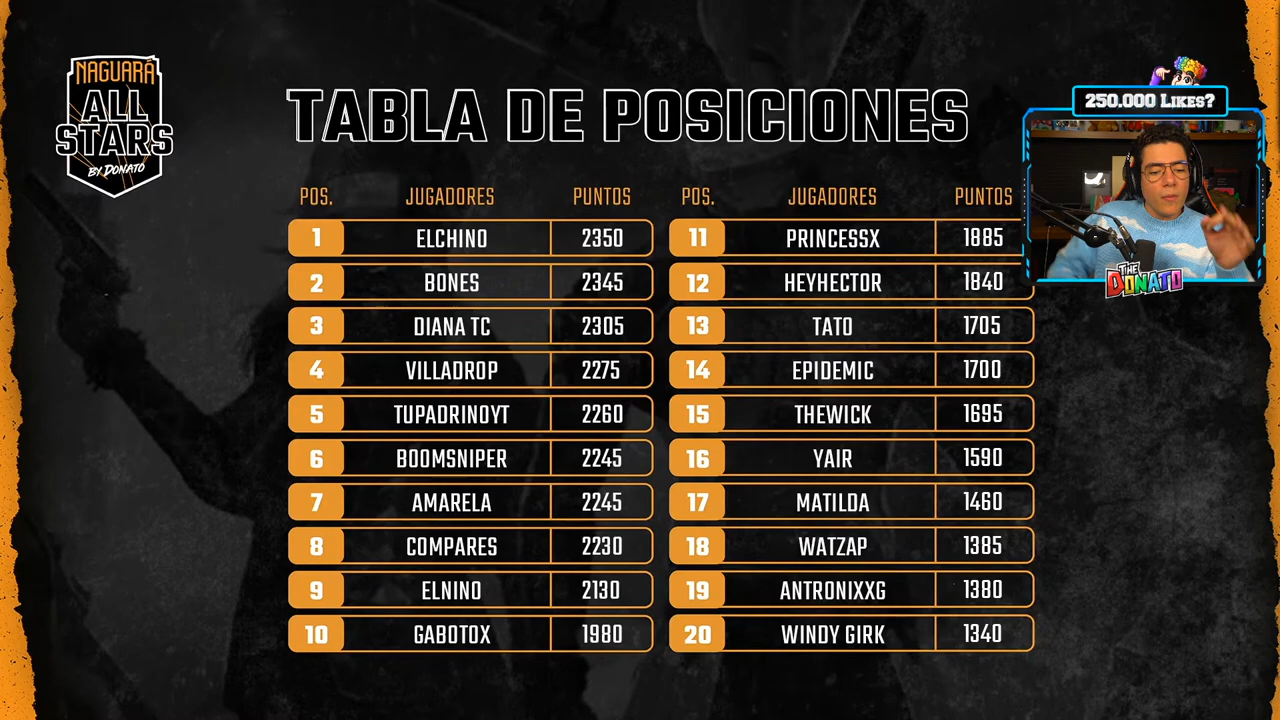 NAGUARÁ
ALL
STARS
BY DONATO
TABLA DE POSICIONES
250.000 LIKES?
THE
DONATO
POS. JUGADORES PUNTOS
1 ELCHINO 2350
2 BONES 2345
3 DIANA TC 2305
4 VILLADROP 2275
5 TUPADRINOYT 2260
6 BOOMSNIPER 2245
7 AMARELA 2245
8 COMPARES 2230
9 ELNINO 2130
10 GABOTOX 1980
POS. JUGADORES PUNTOS
11 PRINCESSX 1885
12 HEYHECTOR 1840
13 TATO 1705
14 EPIDEMIC 1700
15 THEWICK 1695
16 YAIR 1590
17 MATILDA 1460
18 WATZAP 1385
19 ANTRONIXXG 1380
20 WINDY GIRK 1340